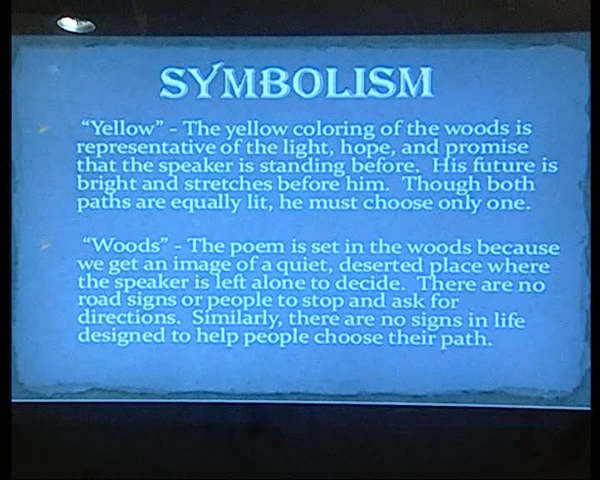 SYMBOLISM
"Yellow" - The yellow coloring of the woods is
representative of the light, hope, and promise
that the speaker is standing before. His future is
bright and stretches before him. Though both
paths are equally lit, he must choose only one.
"Woods" - The poem is set in the woods because
we get an image of a quiet, deserted place where
the speaker is left alone to decide. There are no
road signs or people to stop and ask for
directions. Similarly, there are no signs in life
designed to help people choose their path.